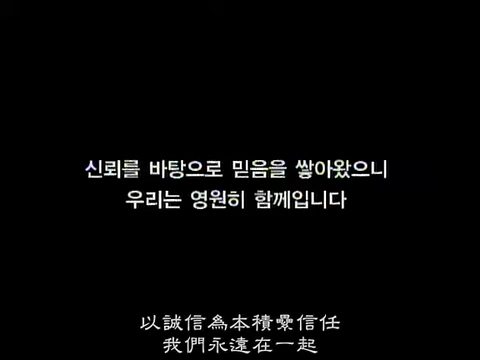 신뢰를 바탕으로 믿음을 쌓아왔으니
우리는 영원히 함께입니다
以誠信為本積纍信任
我們永遠在一起